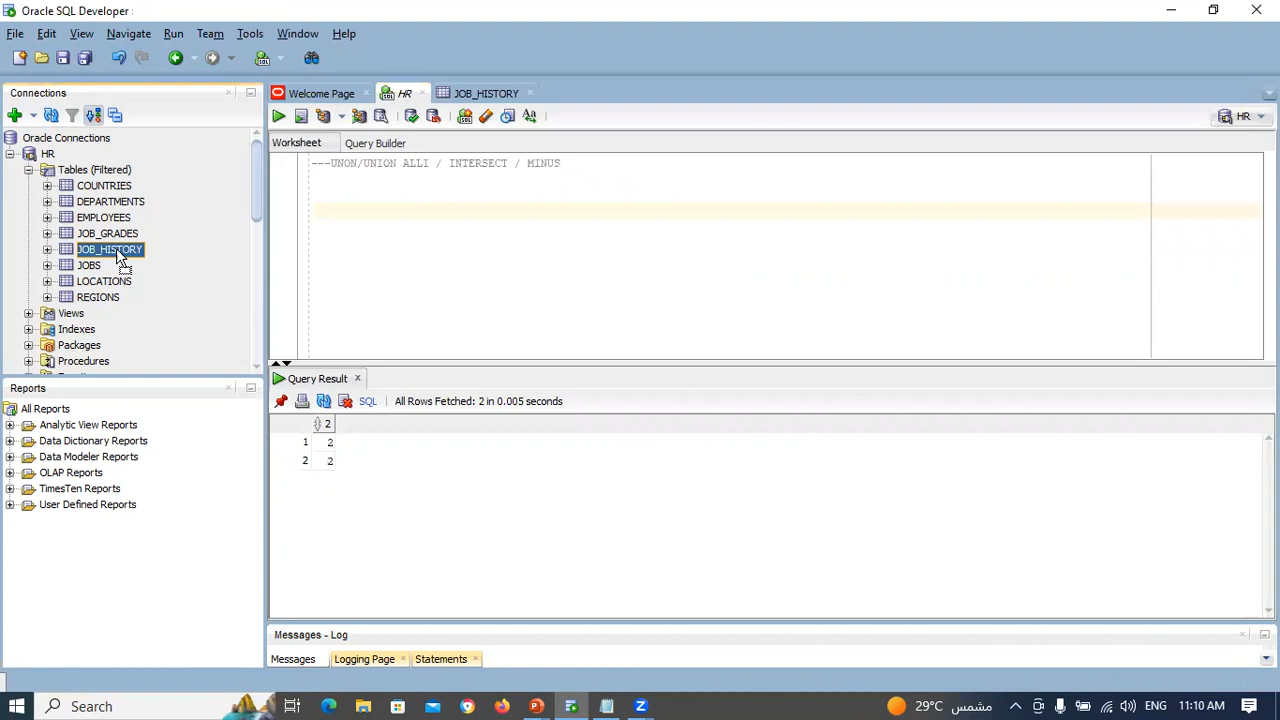 Oracle SQL Developer :
File Edit View Navigate Run Team Tools Window Help
Connections
Oracle Connections
HR
Tables (Filtered)
COUNTRIES
DEPARTMENTS
EMPLOYEES
JOB_GRADES
JOB_HISTORY
JOBS
LOCATIONS
REGIONS
Views
Indexes
Packages
Procedures
Reports
All Reports
Analytic View Reports
Data Dictionary Reports
Data Modeler Reports
OLAP Reports
TimesTen Reports
User Defined Reports
Welcome Page HR JOB_HISTORY
HR
Worksheet Query Builder
---UNON/UNION ALLI / INTERSECT / MINUS
Query Result
SQL All Rows Fetched: 2 in 0.005 seconds
2
1 2
2 2
Messages - Log
Messages Logging Page Statements
Search 29°C مشمس ENG 11:10 AM